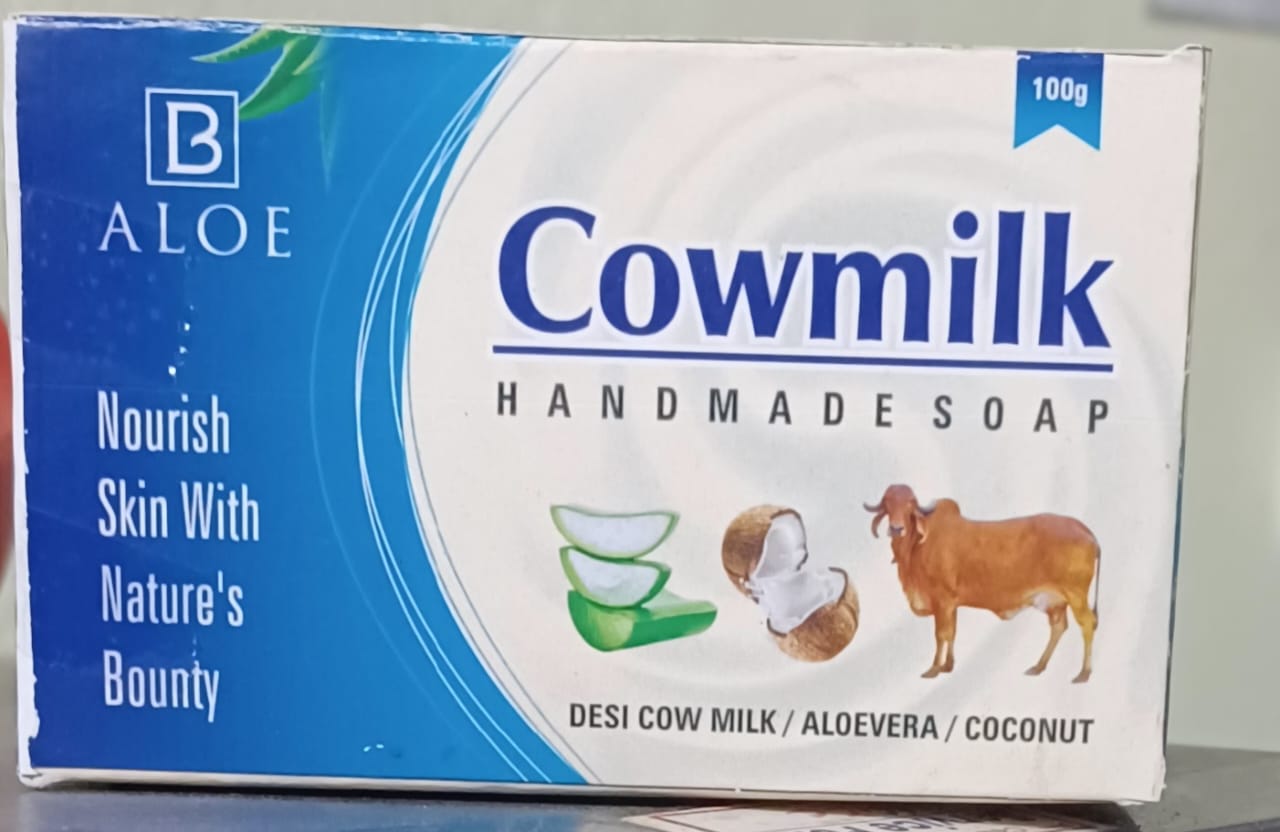 B
ALOE
Nourish
Skin With
Nature's
Bounty
100g
Cowmilk
HANDMADE SOAP
DESI COW MILK / ALOEVERA / COCONUT